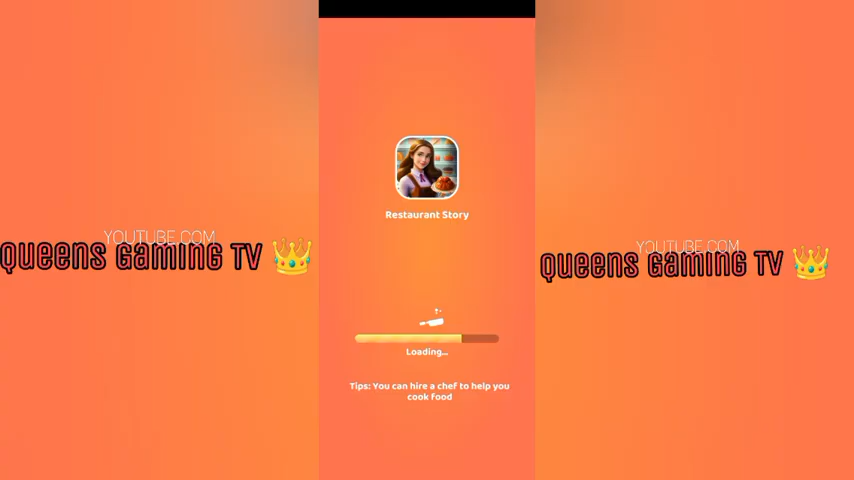 YOUTUBE.COM
QUEENS GAMING TV
Restaurant Story
Loading...
Tips: You can hire a chef to help you
cook food
YOUTUBE.COM
QUEENS GAMING TV